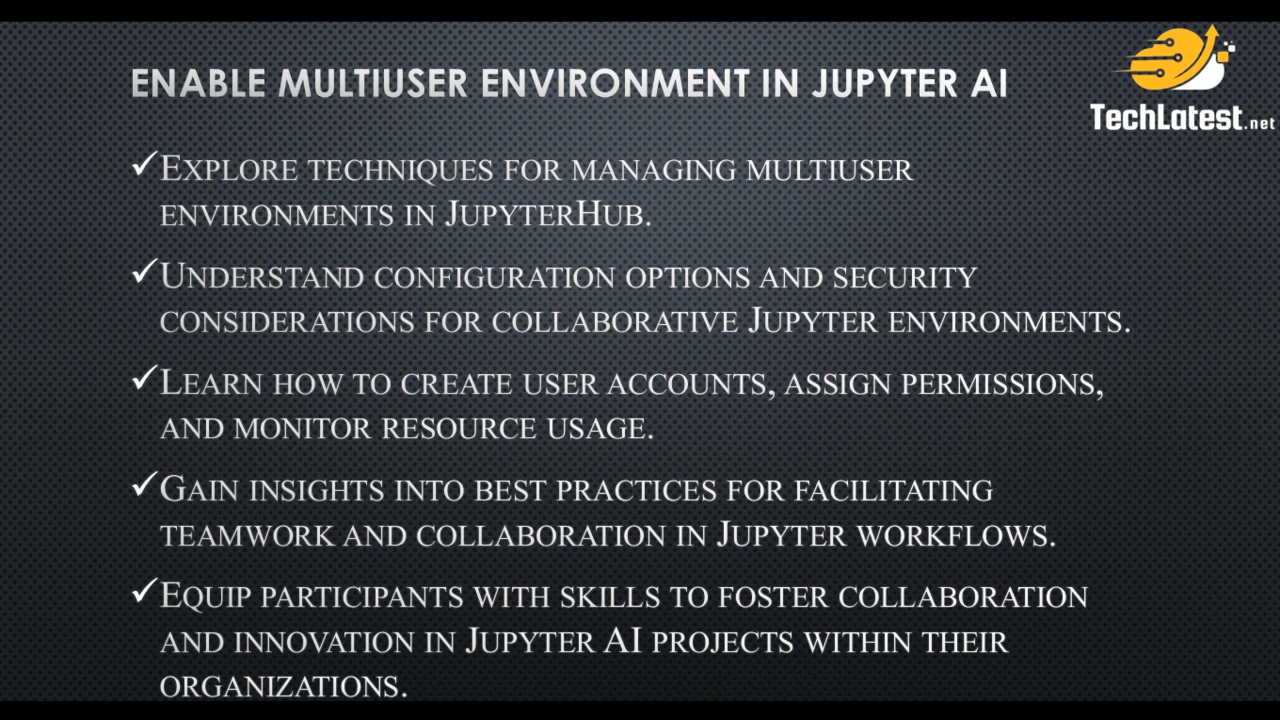 ENABLE MULTIUSER ENVIRONMENT IN JUPYTER AI
TechLatest.net
✓EXPLORE TECHNIQUES FOR MANAGING MULTIUSER
ENVIRONMENTS IN JUPYTERHUB.
✓UNDERSTAND CONFIGURATION OPTIONS AND SECURITY
CONSIDERATIONS FOR COLLABORATIVE JUPYTER ENVIRONMENTS.
✓LEARN HOW TO CREATE USER ACCOUNTS, ASSIGN PERMISSIONS,
AND MONITOR RESOURCE USAGE.
✓GAIN INSIGHTS INTO BEST PRACTICES FOR FACILITATING
TEAMWORK AND COLLABORATION IN JUPYTER WORKFLOWS.
✓EQUIP PARTICIPANTS WITH SKILLS TO FOSTER COLLABORATION
AND INNOVATION IN JUPYTER AI PROJECTS WITHIN THEIR
ORGANIZATIONS.